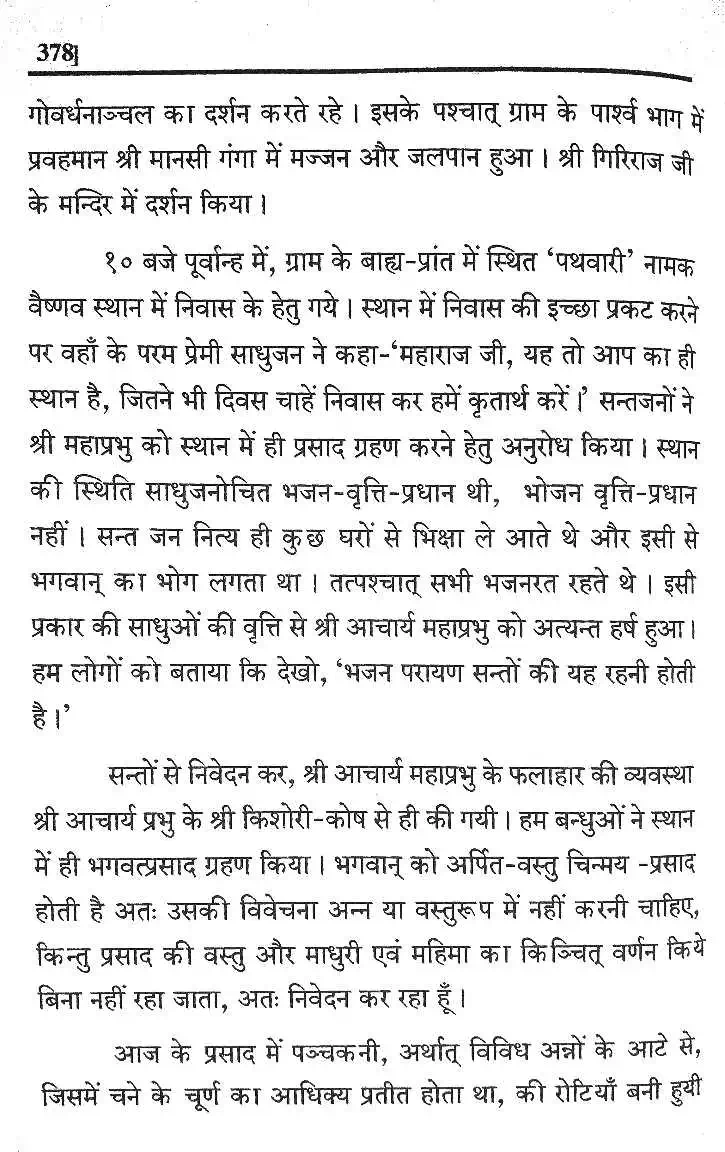 378]
गोवर्धनाञ्चल का दर्शन करते रहे । इसके पश्चात् ग्राम के पार्श्व भाग में
प्रवहमान श्री मानसी गंगा में मज्जन और जलपान हुआ । श्री गिरिराज जी
के मन्दिर में दर्शन किया ।
१० बजे पूर्वान्ह में, ग्राम के बाह्य-प्रांत में स्थित ‘पथवारी’ नामक
वैष्णव स्थान में निवास के हेतु गये । स्थान में निवास की इच्छा प्रकट करने
पर वहाँ के परम प्रेमी साधुजन ने कहा-‘महाराज जी, यह तो आप का ही
स्थान है, जितने भी दिवस चाहें निवास कर हमें कृतार्थ करें ।’ सन्तजनों ने
श्री महाप्रभु को स्थान में ही प्रसाद ग्रहण करने हेतु अनुरोध किया । स्थान
की स्थिति साधुजनोचित भजन-वृत्ति-प्रधान थी, भोजन वृत्ति-प्रधान
नहीं । सन्त जन नित्य ही कुछ घरों से भिक्षा ले आते थे और इसी से
भगवान् का भोग लगता था । तत्पश्चात् सभी भजनरत रहते थे । इसी
प्रकार की साधुओं की वृत्ति से श्री आचार्य महाप्रभु को अत्यन्त हर्ष हुआ ।
हम लोगों को बताया कि देखो, ‘भजन परायण सन्तों की यह रहनी होती
है ।’
सन्तों से निवेदन कर, श्री आचार्य महाप्रभु के फलाहार की व्यवस्था
श्री आचार्य प्रभु के श्री किशोरी-कोष से ही की गयी । हम बन्धुओं ने स्थान
में ही भगवत्प्रसाद ग्रहण किया । भगवान् को अर्पित-वस्तु चिन्मय -प्रसाद
होती है अतः उसकी विवेचना अन्न या वस्तुरूप में नहीं करनी चाहिए,
किन्तु प्रसाद की वस्तु और माधुरी एवं महिमा का किञ्चित् वर्णन किये
बिना नहीं रहा जाता, अतः निवेदन कर रहा हूँ ।
आज के प्रसाद में पञ्चकनी, अर्थात् विविध अन्नों के आटे से,
जिसमें चने के चूर्ण का आधिक्य प्रतीत होता था, की रोटियाँ बनी हुयी